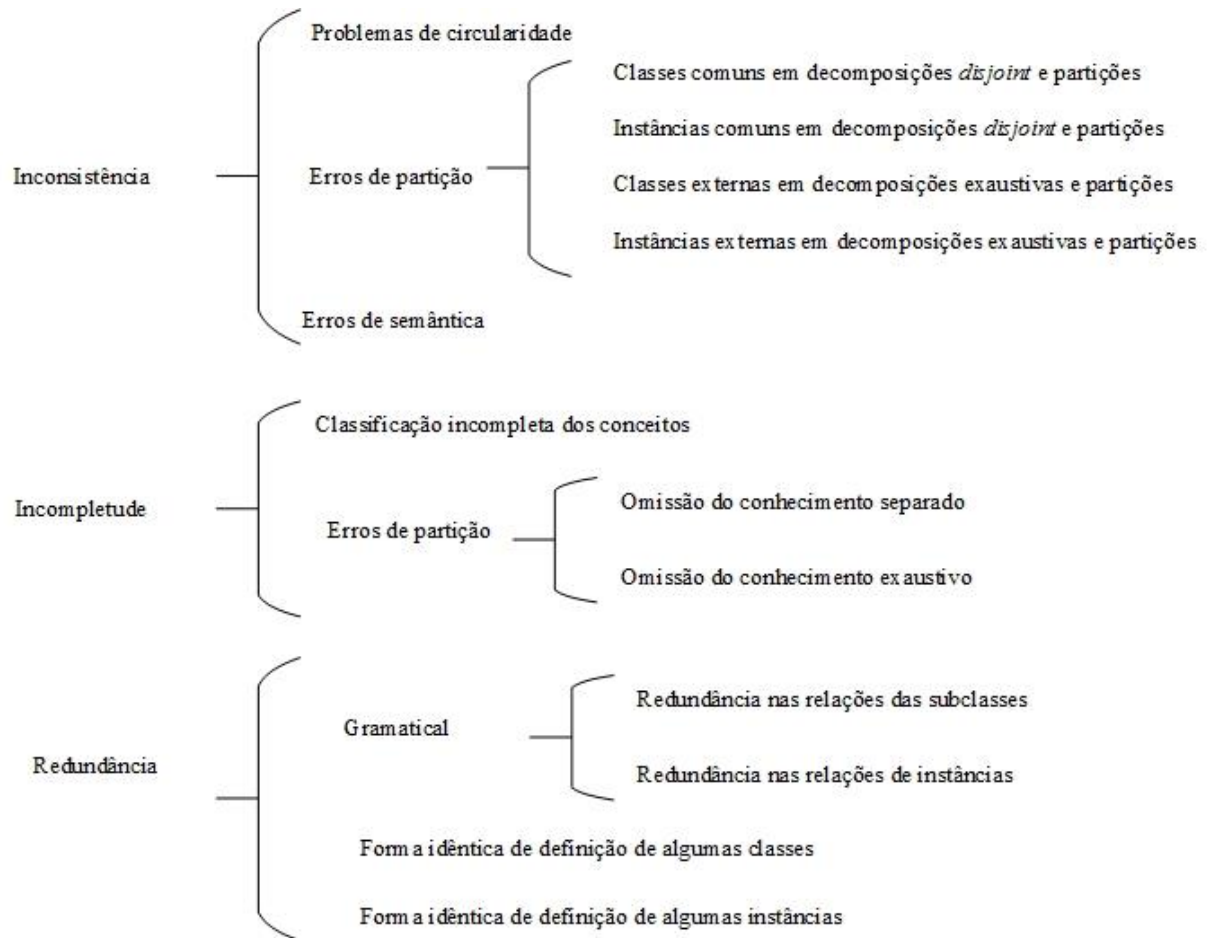 Problemas de circularidade
Classes comuns em decomposições disjoint e partições
Instâncias comuns em decomposições disjoint e partições
Inconsistência
Erros de partição
Classes externas em decomposições exaustivas e partições
Instâncias externas em decomposições exaustivas e partições
Erros de semântica
Classificação incompleta dos conceitos
Incompletude
Omissão do conhecimento separado
Erros de partição
Omissão do conhecimento exaustivo
Redundância
Gramatical
Redundância nas relações das subclasses
Redundância nas relações de instâncias
Forma idêntica de definição de algumas classes
Forma idêntica de definição de algumas instâncias